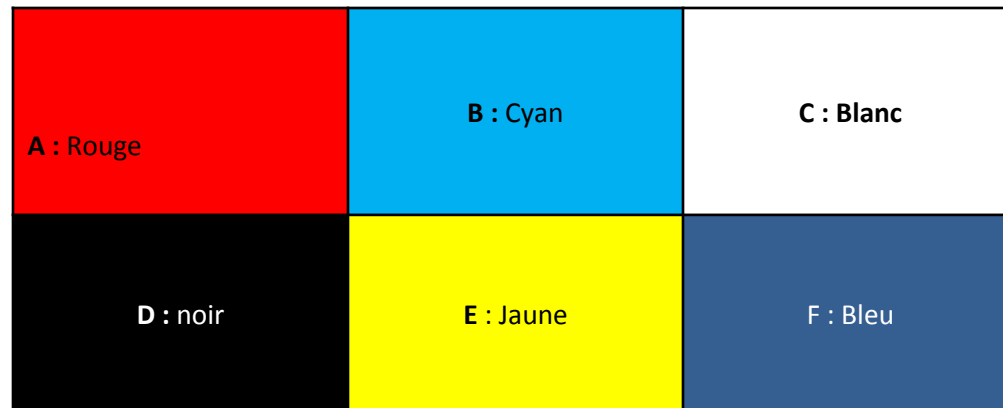 B : Cyan
C : Blanc
A : Rouge
D : noir
E : Jaune
F : Bleu